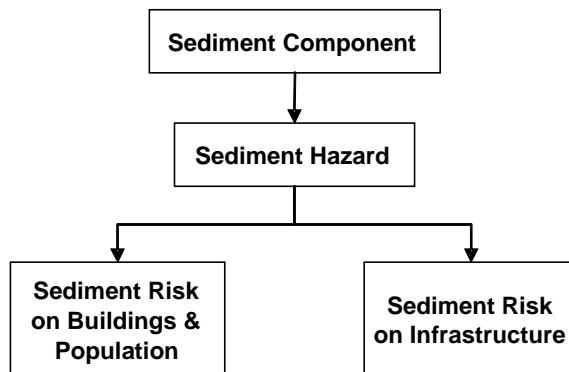 Sediment Component
Sediment Hazard
Sediment Risk
on Buildings &
Population
Sediment Risk
on Infrastructure